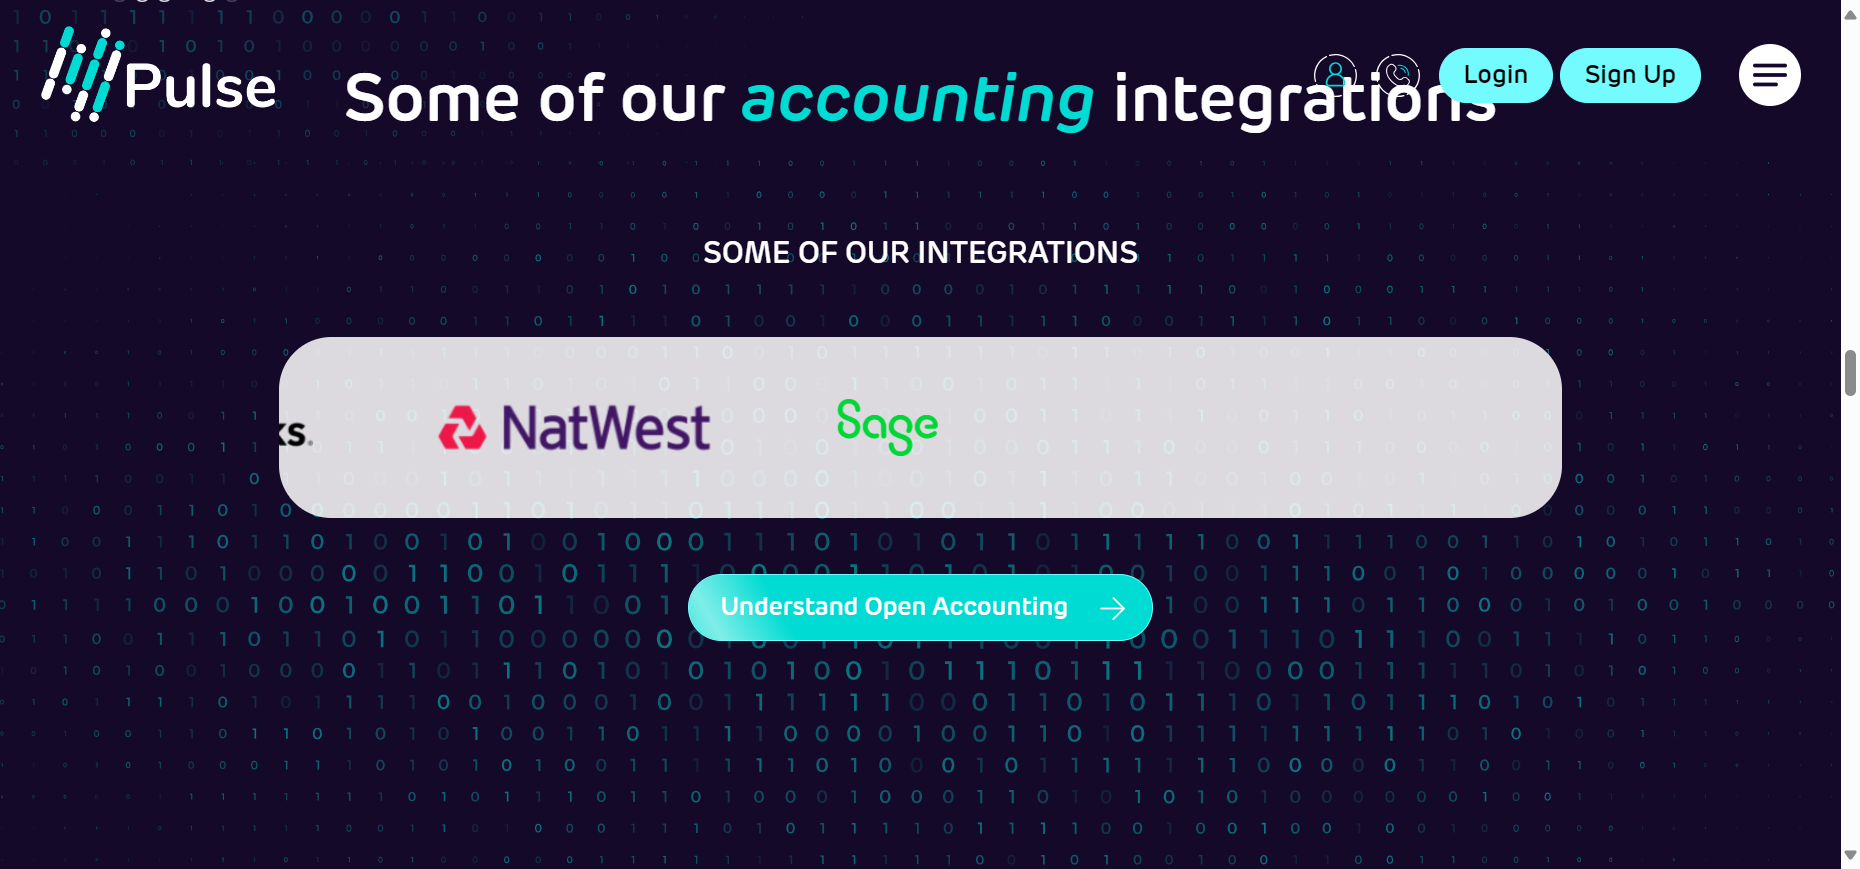 Pulse
Login
Sign Up
Some of our accounting integrations
SOME OF OUR INTEGRATIONS
ks.
NatWest
Sage
Understand Open Accounting